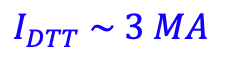 I_DTT ~ 3 MA